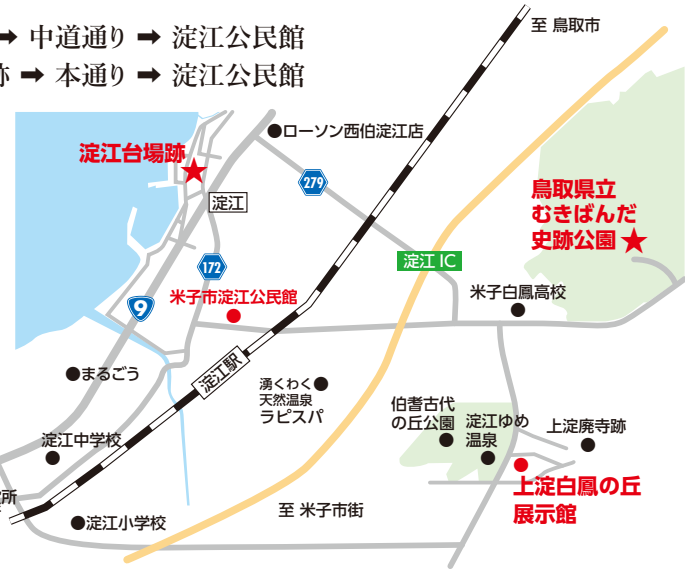 ➡ 中道通り ➡ 淀江公民館
跡 ➡ 本通り ➡ 淀江公民館
至 鳥取市
ローソン西伯淀江店
淀江台場跡
279
鳥取県立
むきばんだ
史跡公園
淀江
淀江 IC
172
米子市淀江公民館
米子白鳳高校
9
まるごう
淀江駅
湧くわく
天然温泉
ラピスパ
伯耆古代
の丘公園
淀江ゆめ
温泉
上淀廃寺跡
淀江中学校
上淀白鳳の丘
展示館
所
至 米子市街
淀江小学校